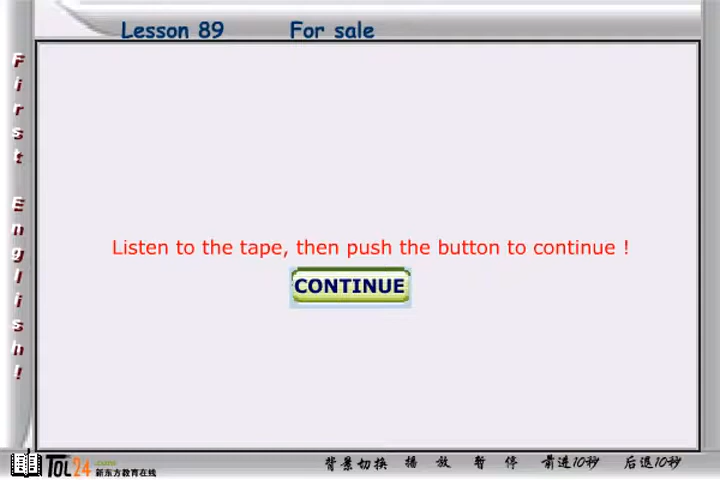 Lesson 89 For sale
First English!
Listen to the tape, then push the button to continue !
CONTINUE
TOL24.com
新东方教育在线
背景切换 播 放 暂 停 前进10秒 后退10秒